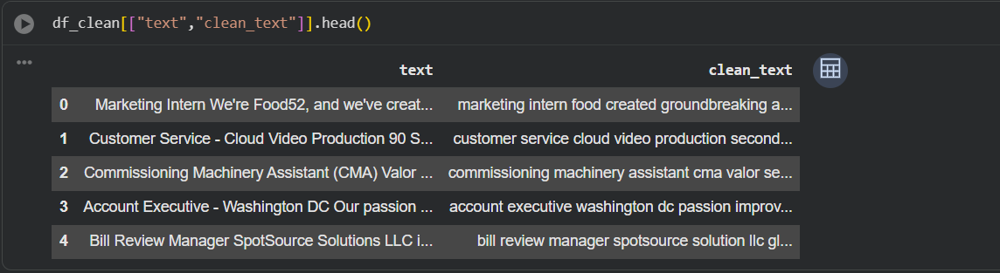 df_clean[["text","clean_text"]].head()
text clean_text
0 Marketing Intern We're Food52, and we've creat... marketing intern food created groundbreaking a...
1 Customer Service - Cloud Video Production 90 S... customer service cloud video production second...
2 Commissioning Machinery Assistant (CMA) Valor ... commissioning machinery assistant cma valor se...
3 Account Executive - Washington DC Our passion ... account executive washington dc passion improv...
4 Bill Review Manager SpotSource Solutions LLC i... bill review manager spotsource solution llc gl...